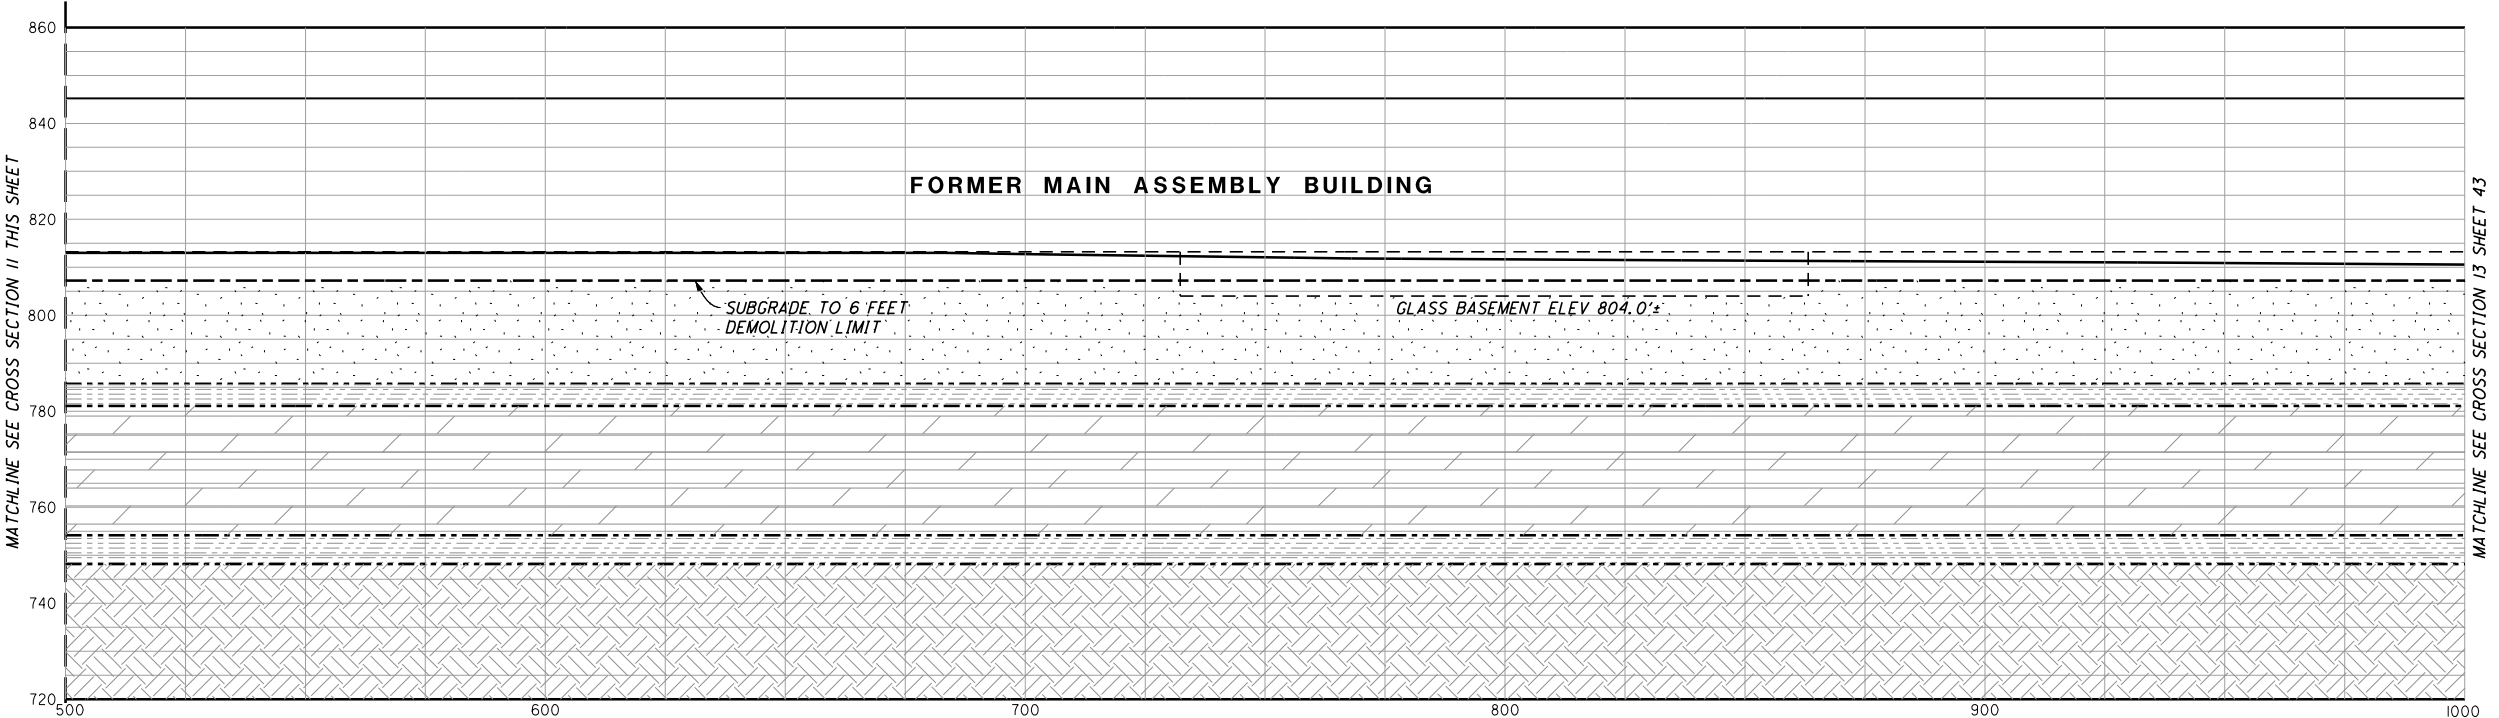 860
840
820
800
780
760
740
720
MATCHLINE SEE CROSS SECTION 11 THIS SHEET
FORMER MAIN ASSEMBLY BUILDING
SUBGRADE TO 6 FEET
DEMOLITION LIMIT
GLASS BASEMENT ELEV 804.0'±
MATCHLINE SEE CROSS SECTION 13 SHEET 43
500
600
700
800
900
1000